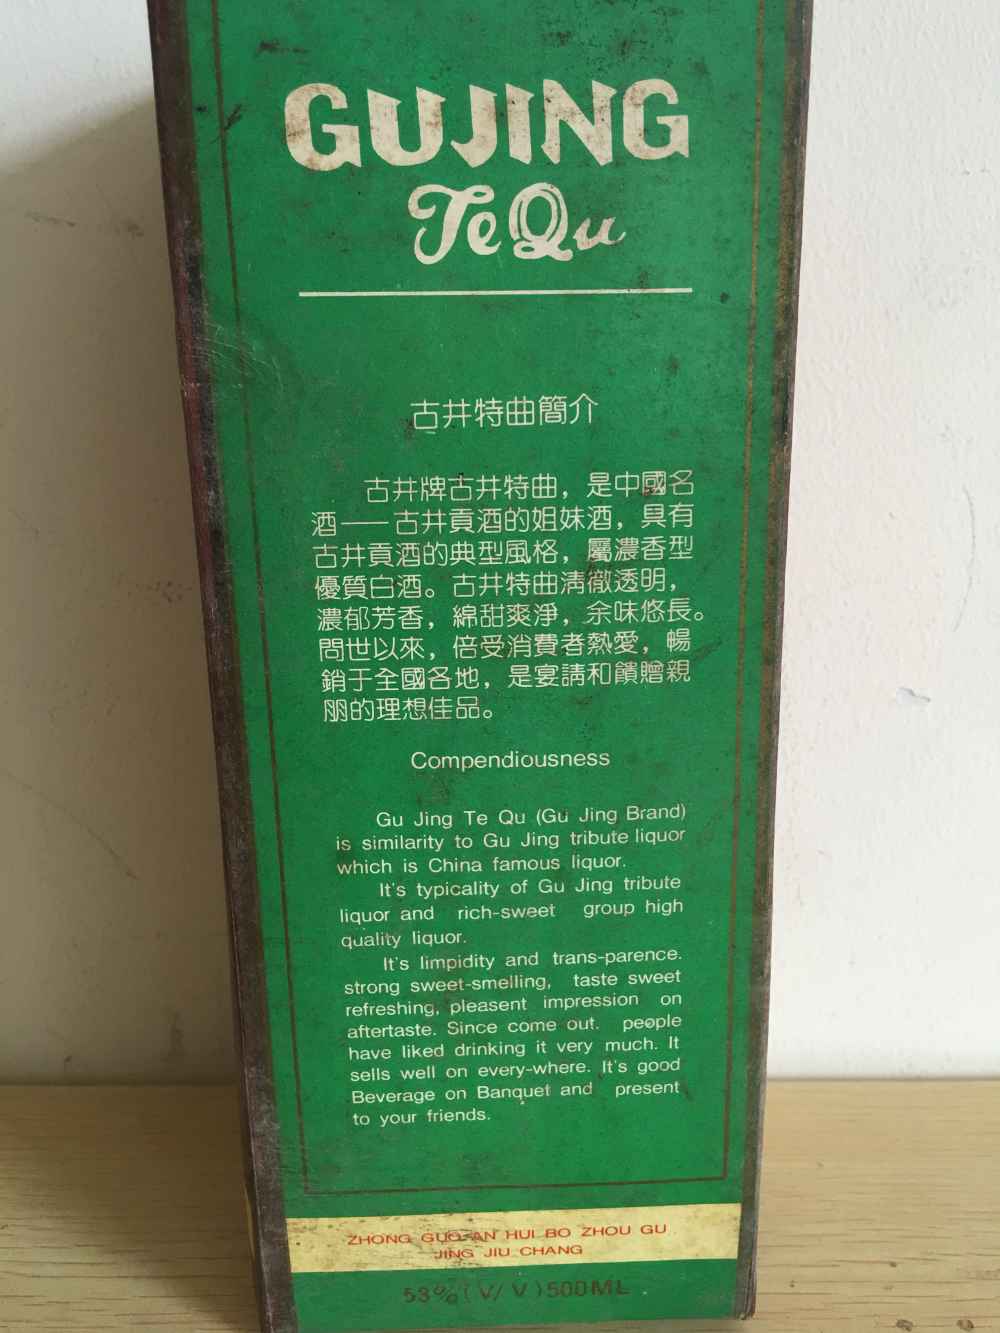 GUJING
Te Qu
古井特曲簡介
古井牌古井特曲，是中國名
酒——古井貢酒的姐妹酒，具有
古井貢酒的典型風格，屬濃香型
優質白酒。古井特曲清徹透明，
濃郁芳香，綿甜爽淨，余味悠長。
問世以來，倍受消費者熱愛，暢
銷于全國各地，是宴請和饋贈親
丽的理想佳品。
Compendiousness
Gu Jing Te Qu (Gu Jing Brand)
is similarity to Gu Jing tribute liquor
which is China famous liquor.
It's typicality of Gu Jing tribute
liquor and rich-sweet group high
quality liquor.
It's limpidity and trans-parence.
strong sweet-smelling, taste sweet
refreshing, pleasent impression on
aftertaste. Since come out. people
have liked drinking it very much. It
sells well on every-where. It's good
Beverage on Banquet and present
to your friends.
ZHONG GUO AN HUI BO ZHOU GU
JING JIU CHANG
53%(V/V)500ML